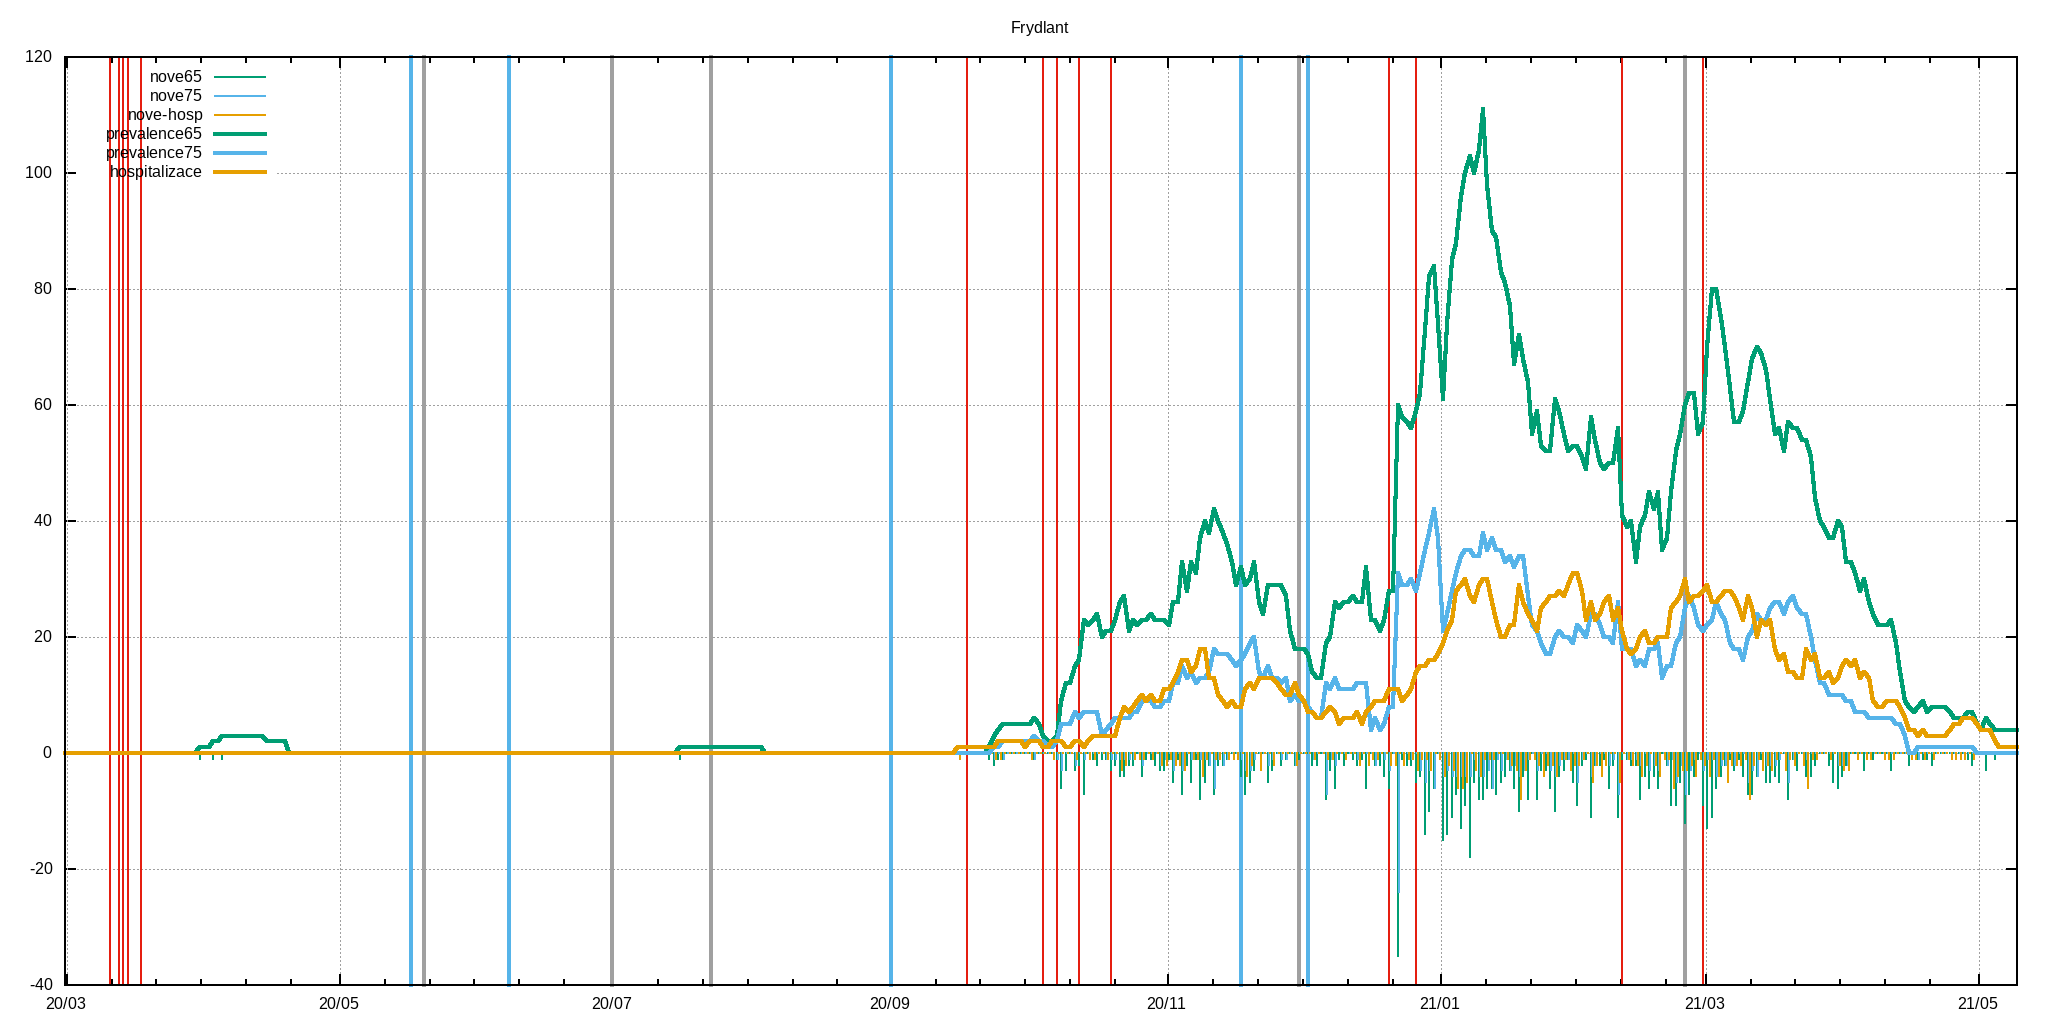 Frydlant
120
nove65
nove75
nove-hosp
prevalence65
prevalence75
hospitalizace
100
80
60
40
20
0
-20
-40
20/03 20/05 20/07 20/09 20/11 21/01 21/03 21/05